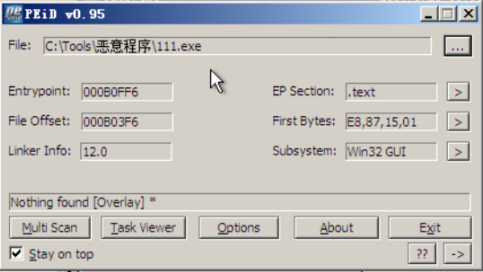 PEiD v0.95
File: C:\Tools\恶意程序\111.exe ...
Entrypoint: 000B0FF6 EP Section: .text >
File Offset: 000B03F6 First Bytes: E8,87,15,01 >
Linker Info: 12.0 Subsystem: Win32 GUI >
Nothing found [Overlay] *
Multi Scan Task Viewer Options About Exit
Stay on top ?? ->